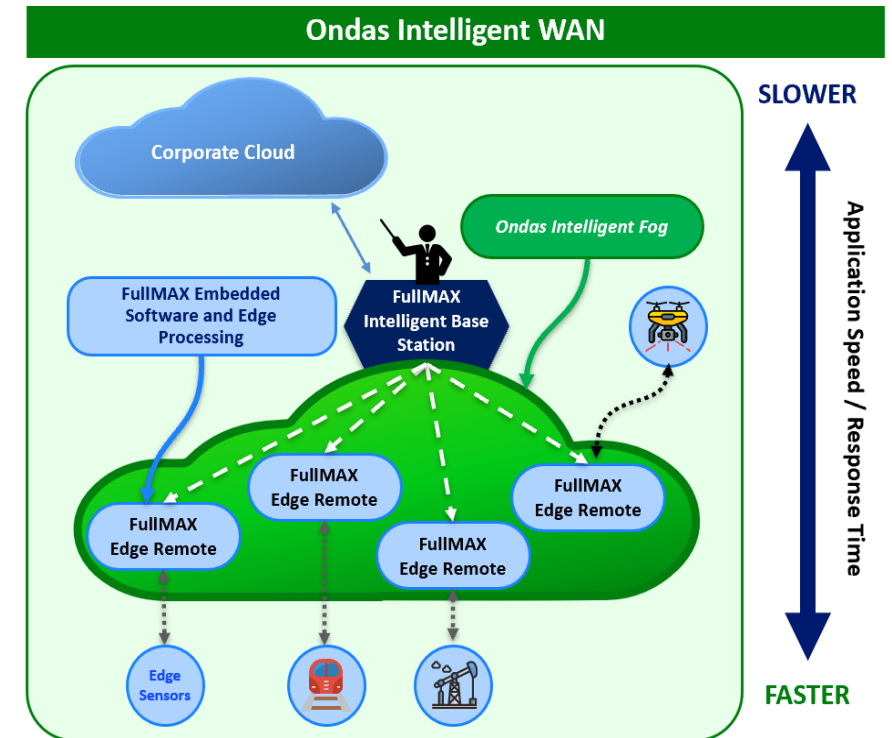 Ondas Intelligent WAN
SLOWER
Corporate Cloud
Ondas Intelligent Fog
FullMAX Embedded
Software and Edge
Processing
FullMAX
Intelligent Base
Station
Application Speed / Response Time
FullMAX
Edge Remote
FullMAX
Edge Remote
FullMAX
Edge Remote
FullMAX
Edge Remote
Edge
Sensors
FASTER